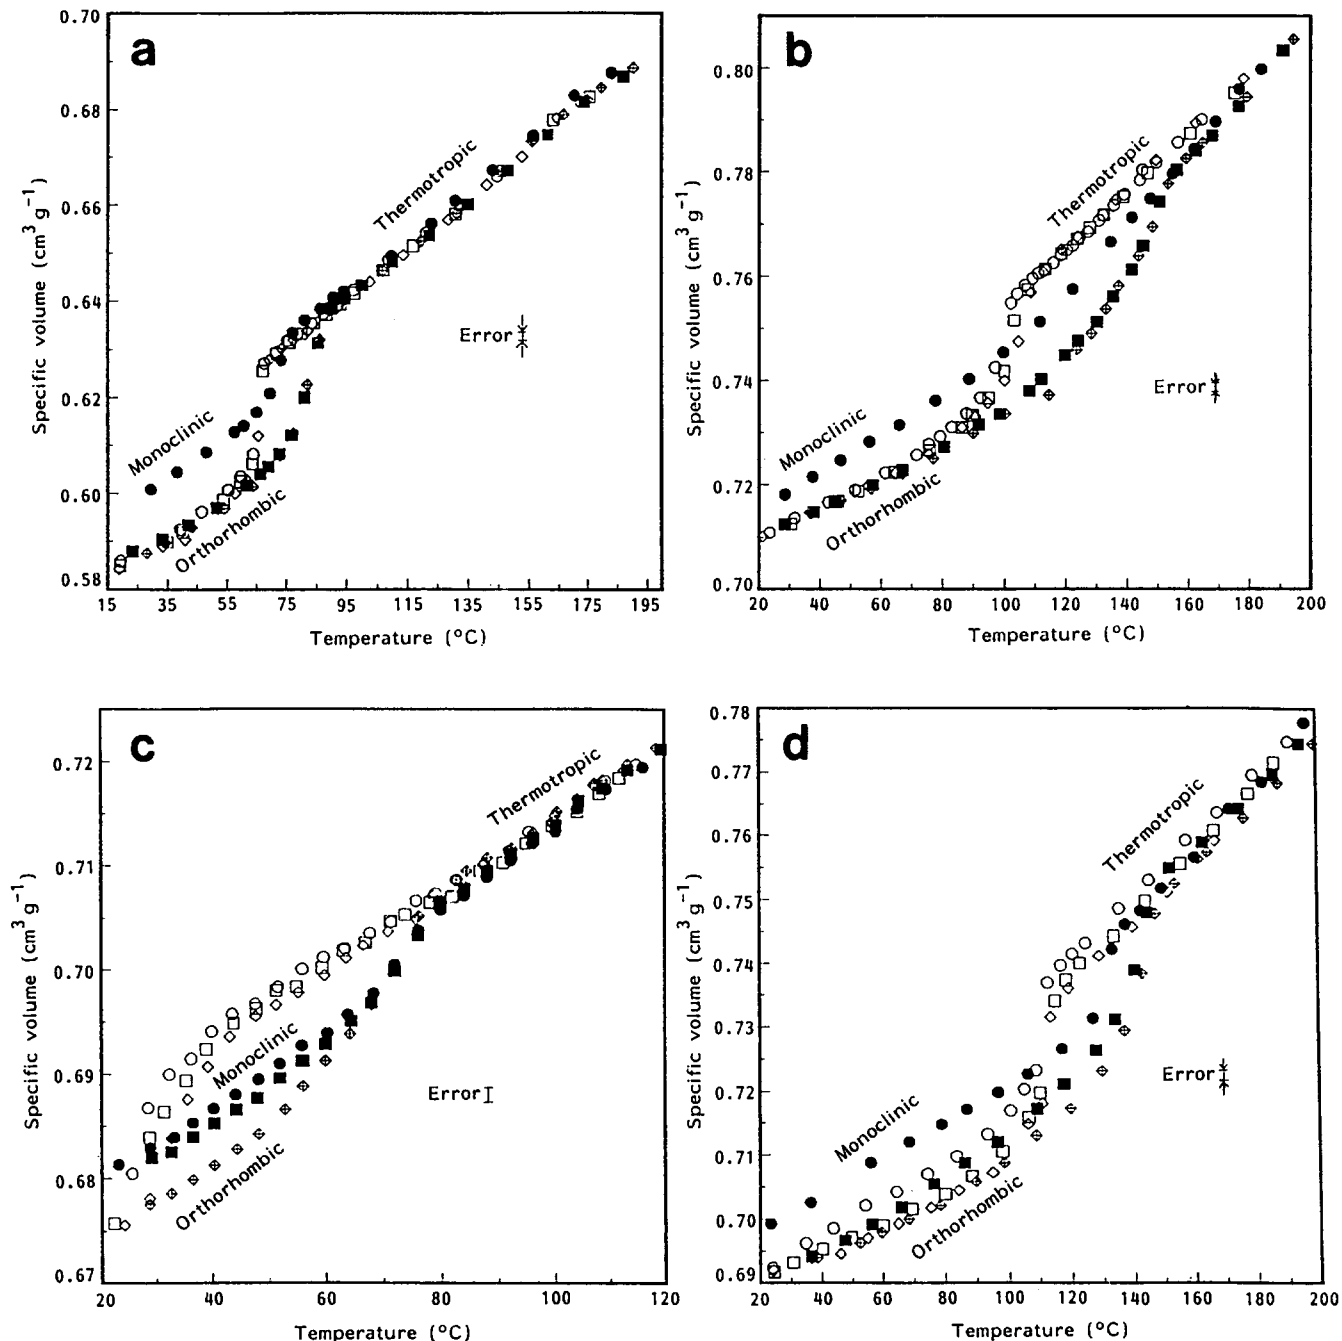 a
0.70
0.68
0.66
0.64
0.62
0.60
0.58
Specific volume (cm³ g⁻¹)
Thermotropic
Error
Monoclinic
Orthorhombic
15 35 55 75 95 115 135 155 175 195
Temperature (°C)
b
0.80
0.78
0.76
0.74
0.72
0.70
Specific volume (cm³ g⁻¹)
Thermotropic
Error
Monoclinic
Orthorhombic
20 40 60 80 100 120 140 160 180 200
Temperature (°C)
c
0.72
0.71
0.70
0.69
0.68
0.67
Specific volume (cm³ g⁻¹)
Thermotropic
Monoclinic
Error
Orthorhombic
20 40 60 80 100 120
Temperature (°C)
d
0.78
0.77
0.76
0.75
0.74
0.73
0.72
0.71
0.70
0.69
Specific volume (cm³ g⁻¹)
Thermotropic
Error
Monoclinic
Orthorhombic
20 40 60 80 100 120 140 160 180 200
Temperature (°C)